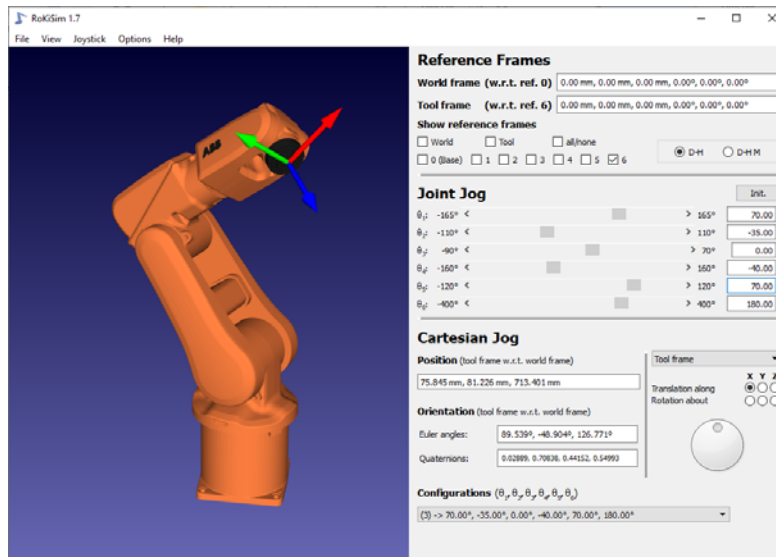 RoKiSim 1.7
File View Joystick Options Help
ABB
Reference Frames
World frame (w.r.t. ref. 0) 0.00 mm, 0.00 mm, 0.00 mm, 0.00°, 0.00°, 0.00°
Tool frame (w.r.t. ref. 6) 0.00 mm, 0.00 mm, 0.00 mm, 0.00°, 0.00°, 0.00°
Show reference frames
World Tool all/none
0 (Base) 1 2 3 4 5 6 D-H D-H M
Joint Jog Init.
θ₁: -165° < > 165° 70.00
θ₂: -110° < > 110° -35.00
θ₃: -90° < > 70° 0.00
θ₄: -160° < > 160° -40.00
θ₅: -120° < > 120° 70.00
θ₆: -400° < > 400° 180.00
Cartesian Jog
Position (tool frame w.r.t. world frame) Tool frame
75.845 mm, 81.226 mm, 713.401 mm
X Y Z
Translation along
Rotation about
Orientation (tool frame w.r.t. world frame)
Euler angles: 89.539°, -48.904°, 126.771°
Quaternions: 0.02889, 0.70838, 0.44152, 0.54993
Configurations (θ₁,θ₂,θ₃,θ₄,θ₅,θ₆)
(3) -> 70.00°, -35.00°, 0.00°, -40.00°, 70.00°, 180.00°